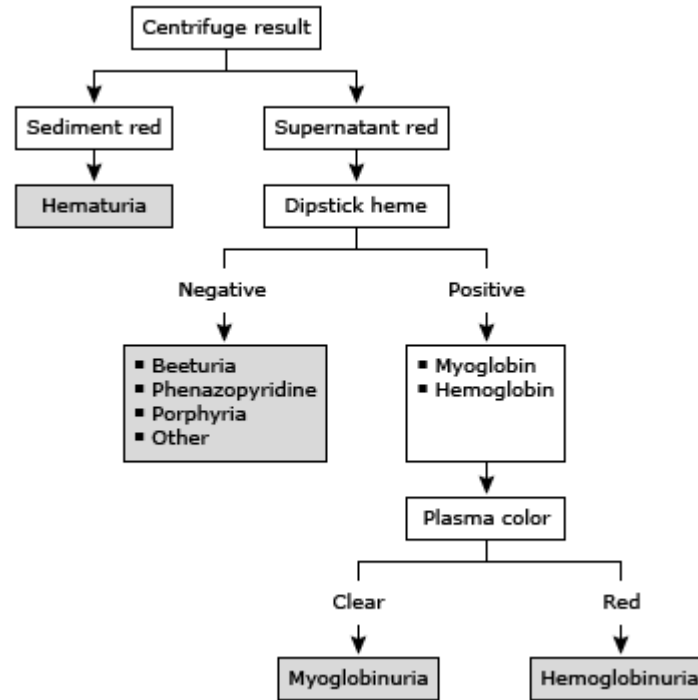 Centrifuge result
Sediment red
Supernatant red
Hematuria
Dipstick heme
Negative
Positive
▪ Beeturia
▪ Phenazopyridine
▪ Porphyria
▪ Other
▪ Myoglobin
▪ Hemoglobin
Plasma color
Clear
Red
Myoglobinuria
Hemoglobinuria